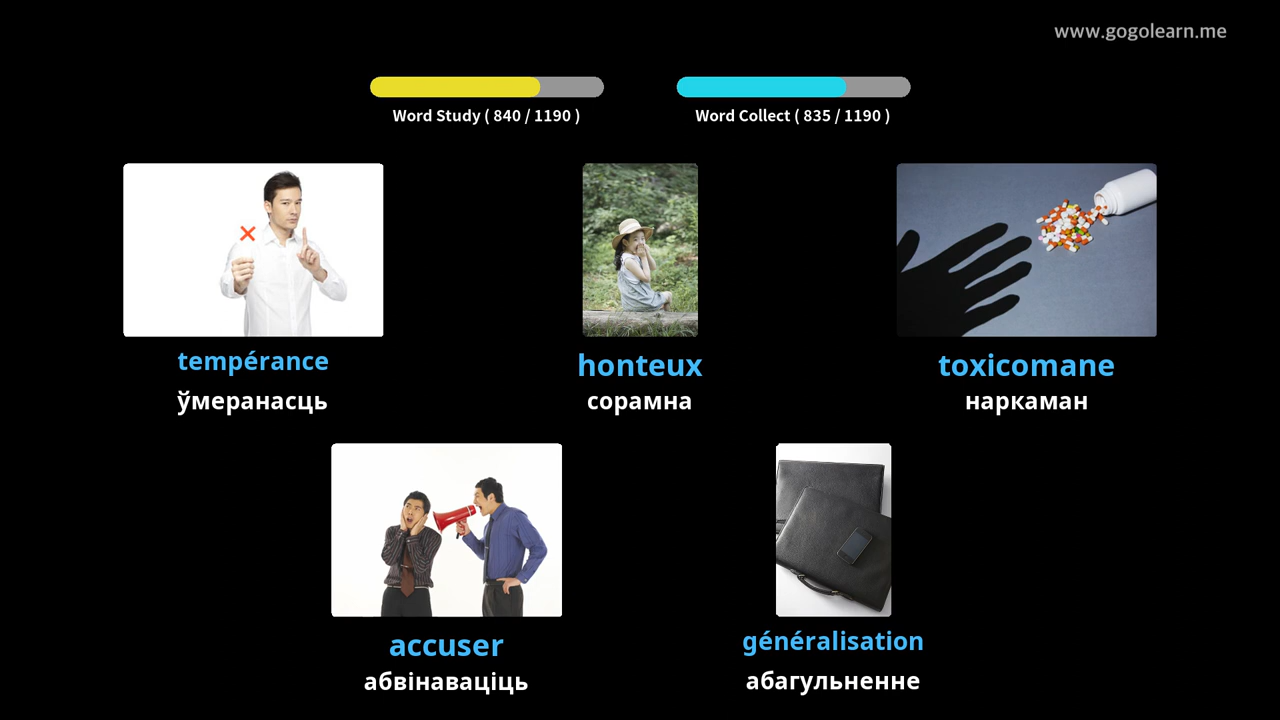 www.gogolearn.me
Word Study ( 840 / 1190 )
Word Collect ( 835 / 1190 )
tempérance
ўмеранасць
honteux
сорамна
toxicomane
наркаман
accuser
абвінаваціць
généralisation
абагульненне